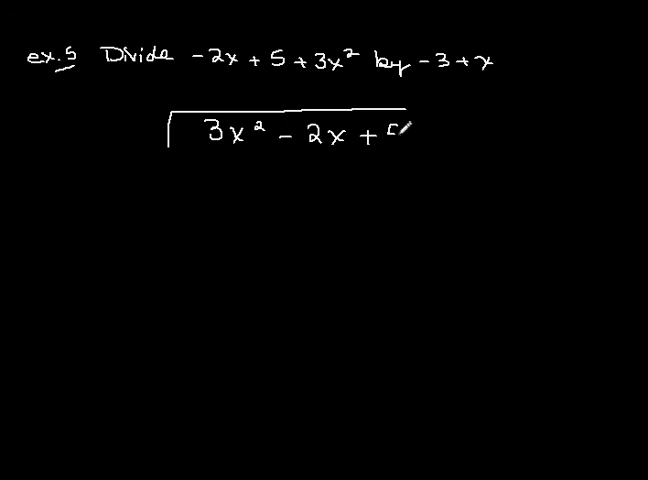 ex. 5 Divide -2x + 5 + 3x² by -3 + x
3x² - 2x +